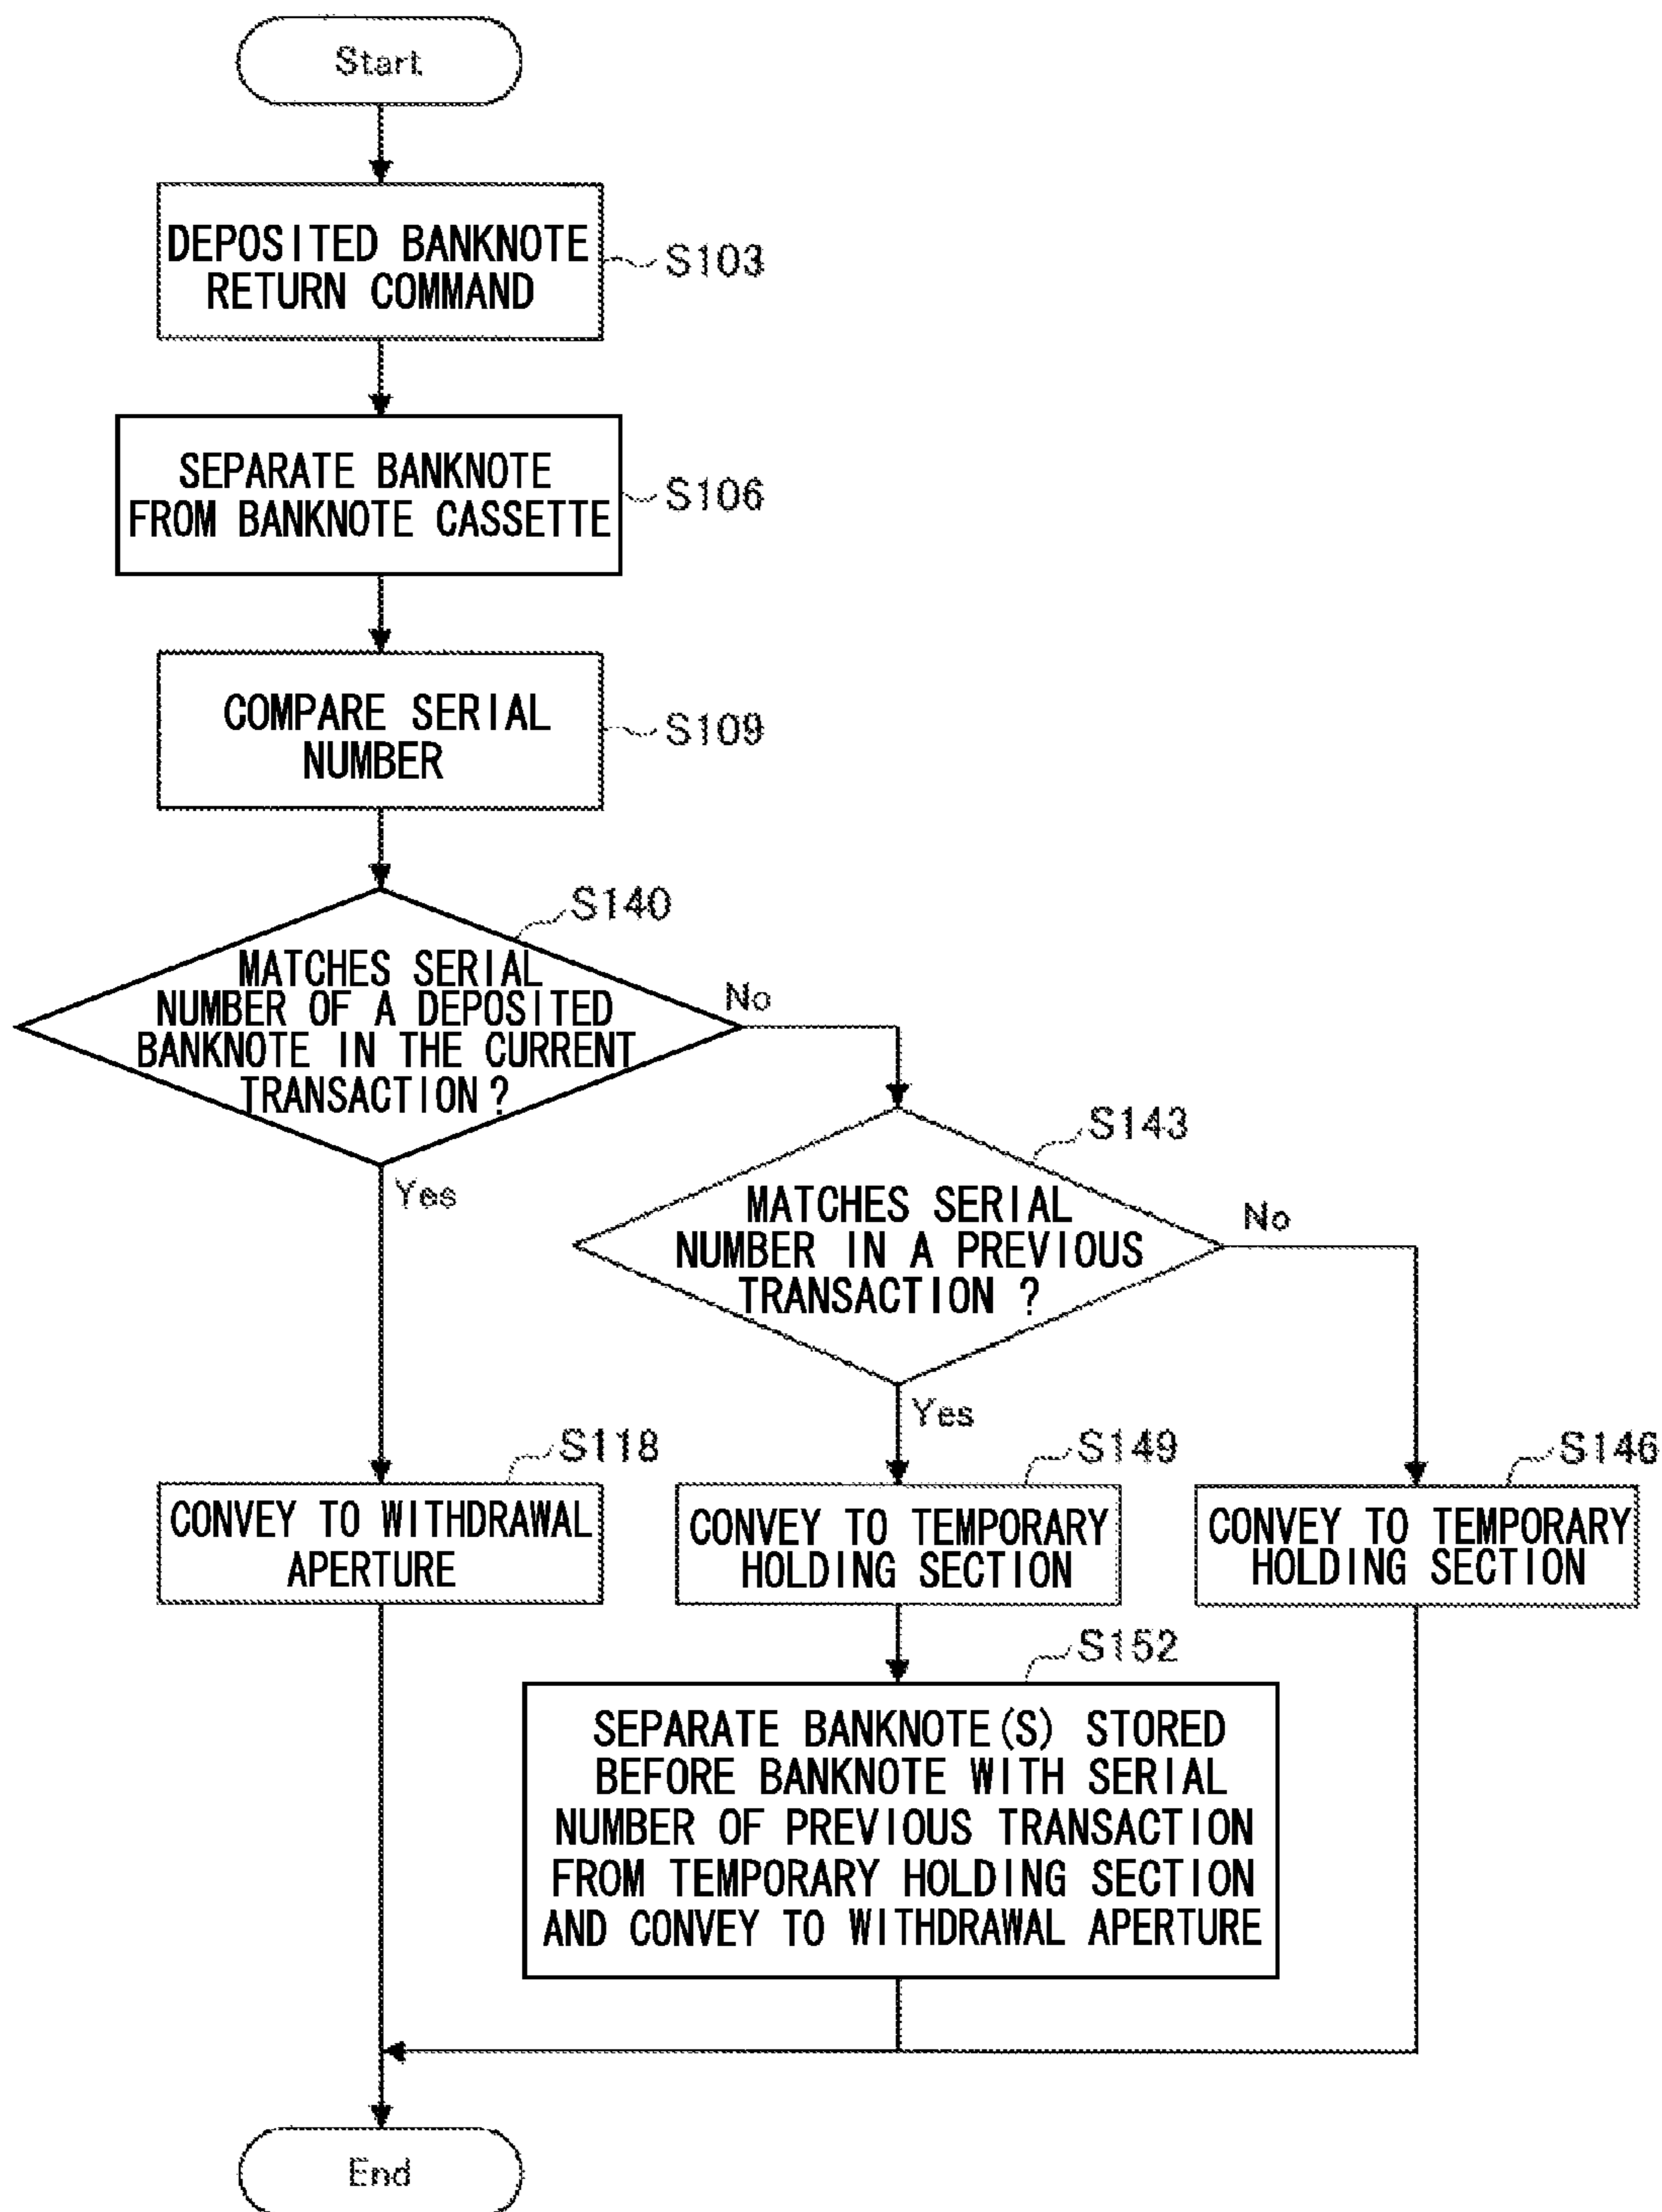 Start
DEPOSITED BANKNOTE
RETURN COMMAND
S103
SEPARATE BANKNOTE
FROM BANKNOTE CASSETTE
S106
COMPARE SERIAL
NUMBER
S109
S140
MATCHES SERIAL
NUMBER OF A DEPOSITED
BANKNOTE IN THE CURRENT
TRANSACTION?
No
Yes
S143
MATCHES SERIAL
NUMBER IN A PREVIOUS
TRANSACTION ?
No
Yes
S118
CONVEY TO WITHDRAWAL
APERTURE
S149
CONVEY TO TEMPORARY
HOLDING SECTION
S146
CONVEY TO TEMPORARY
HOLDING SECTION
S152
SEPARATE BANKNOTE(S) STORED
BEFORE BANKNOTE WITH SERIAL
NUMBER OF PREVIOUS TRANSACTION
FROM TEMPORARY HOLDING SECTION
AND CONVEY TO WITHDRAWAL APERTURE
End